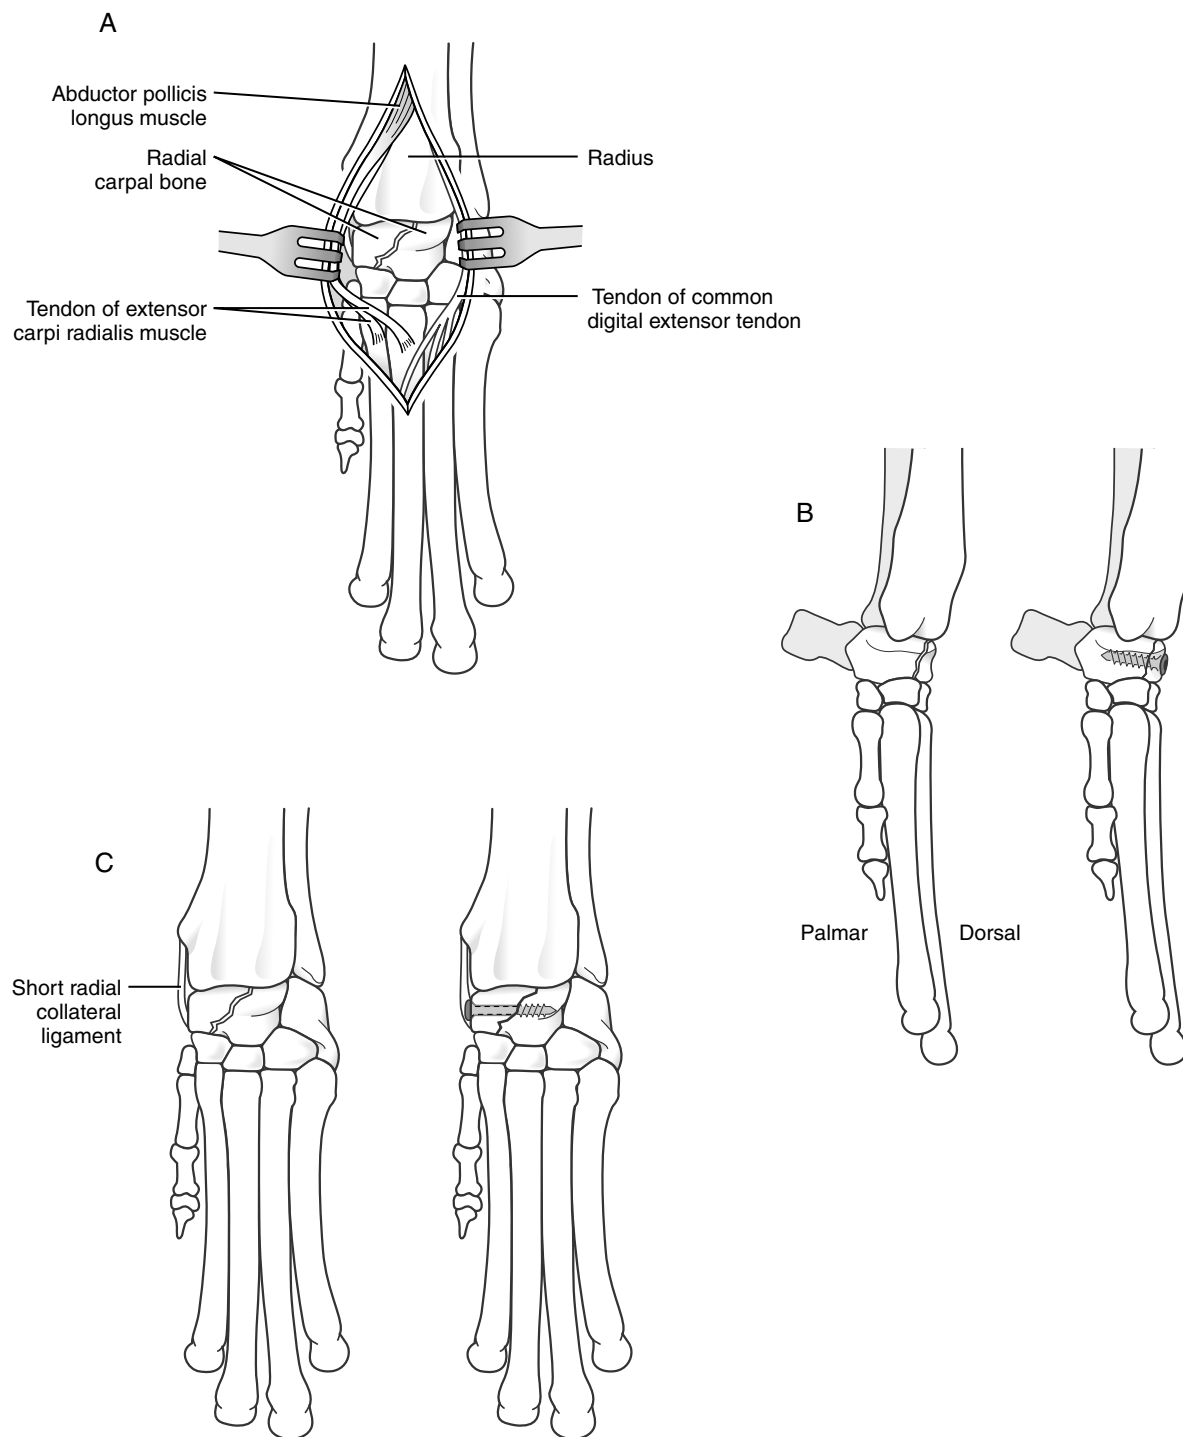 A
Abductor pollicis
longus muscle
Radial
carpal bone
Radius
Tendon of extensor
carpi radialis muscle
Tendon of common
digital extensor tendon
B
Palmar
Dorsal
C
Short radial
collateral
ligament